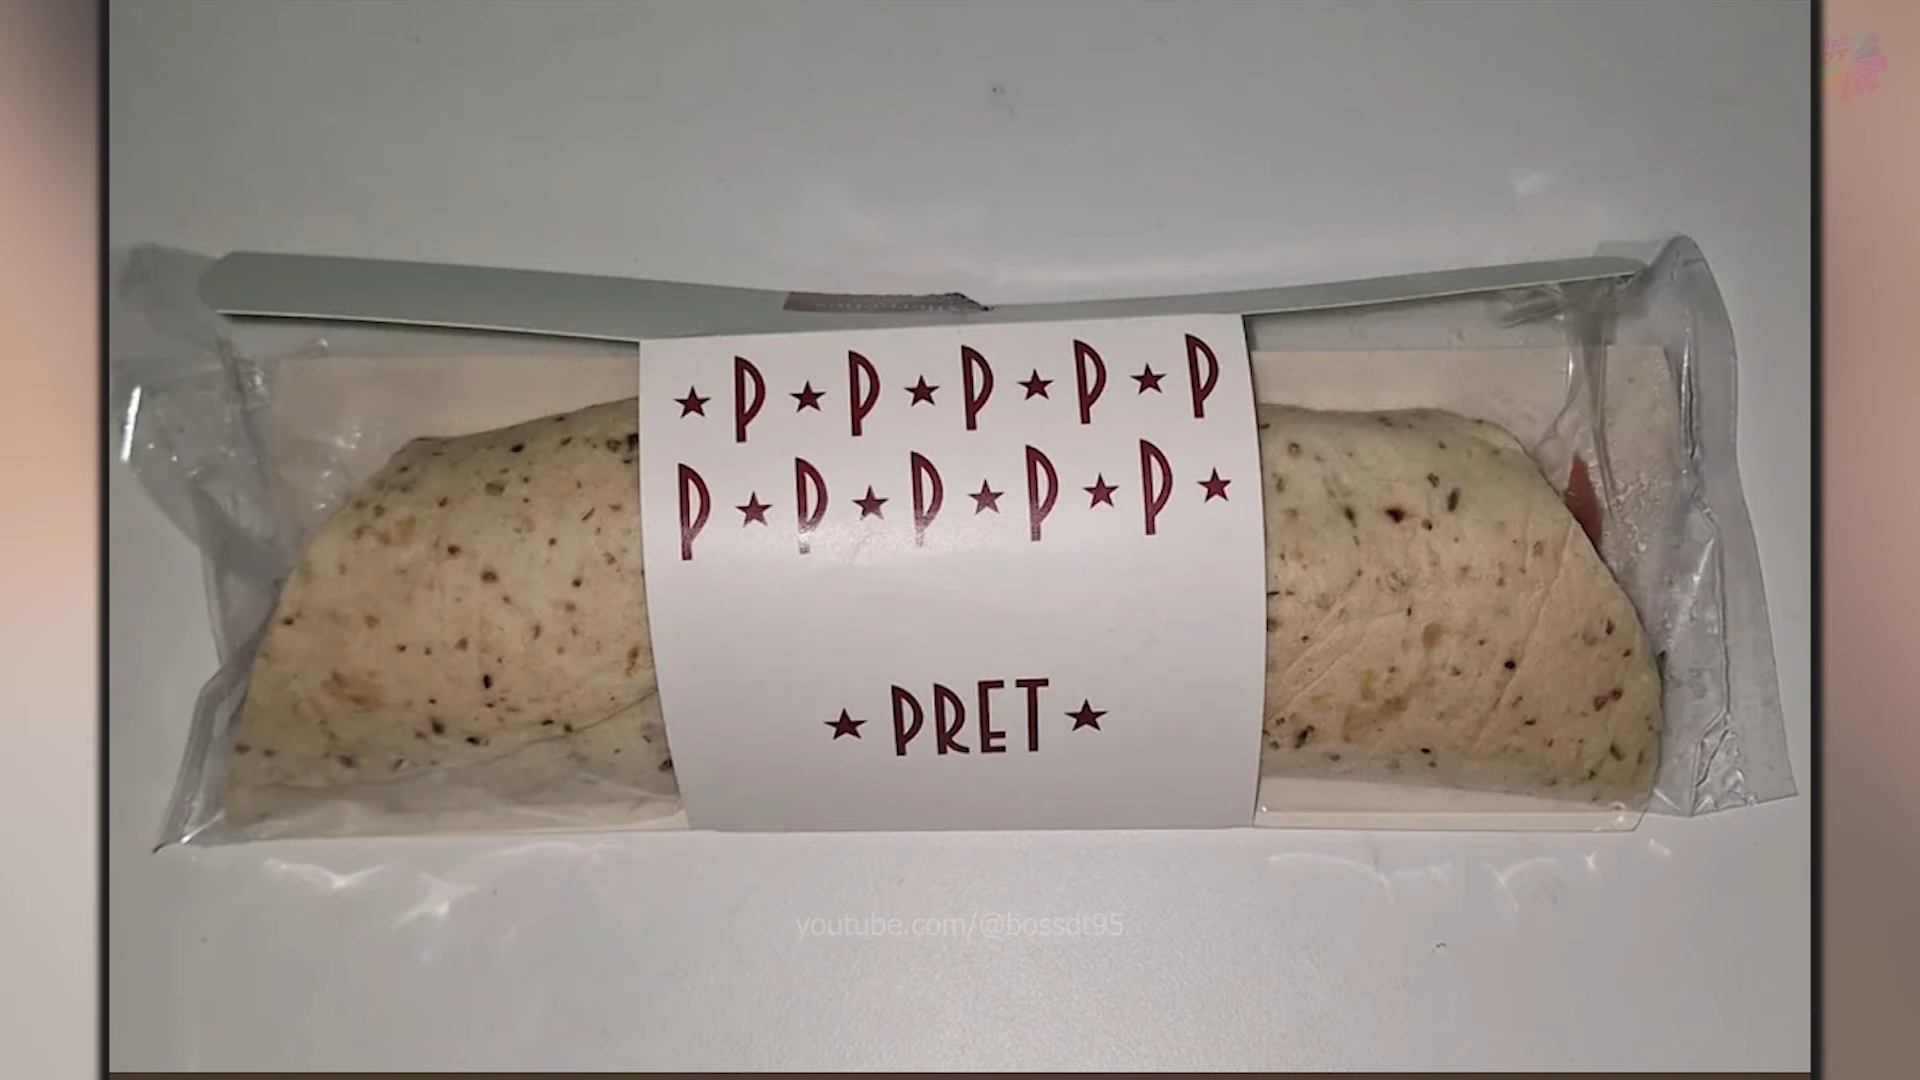 ★ P ★ P ★ P ★ P ★ P
P ★ P ★ P ★ P ★ P ★
★ PRET ★
youtube.com/@bossdt95